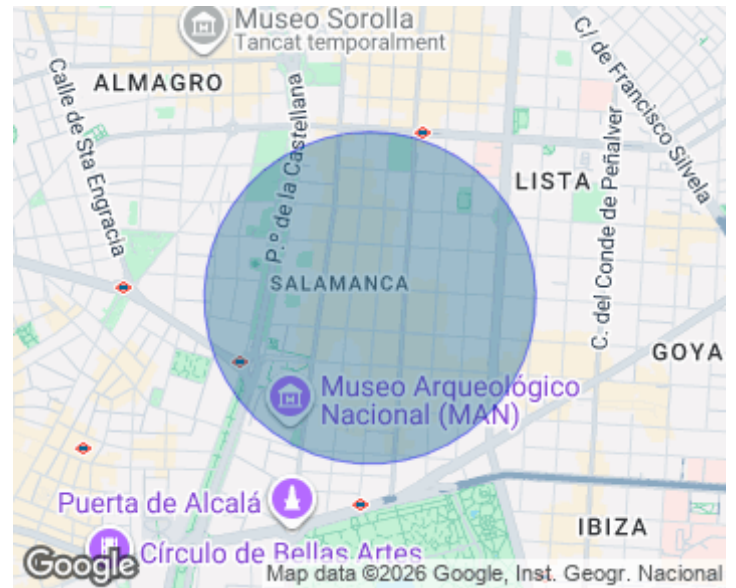 Museo Sorolla
Tancat temporalment
ALMAGRO
Calle de Sta Engracia
P.º de la Castellana
C/ de Francisco Silvela
LISTA
C. del Conde de Peñalver
SALAMANCA
GOYA
Museo Arqueológico
Nacional (MAN)
Puerta de Alcalá
IBIZA
Círculo de Bellas Artes
Google
Map data ©2026 Google, Inst. Geogr. Nacional